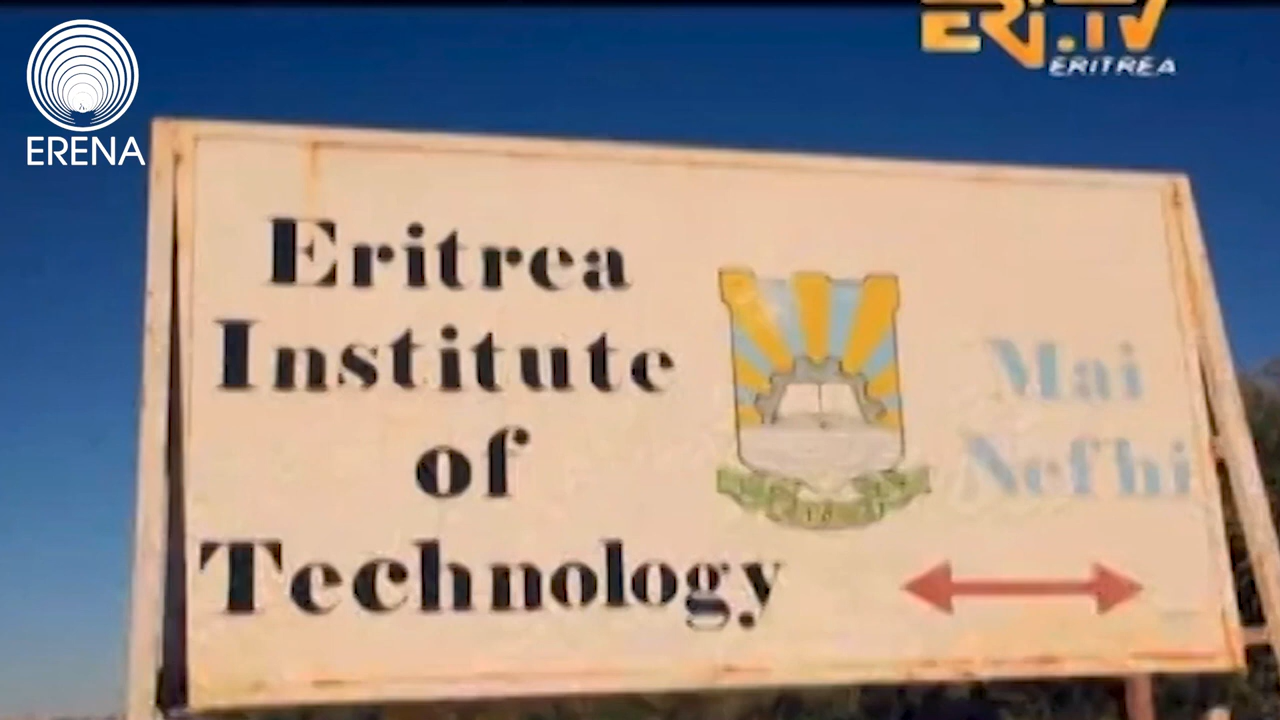 ERi.TV
ERITREA
ERENA
Eritrea
Institute
of
Technology
Mai
Nefhi